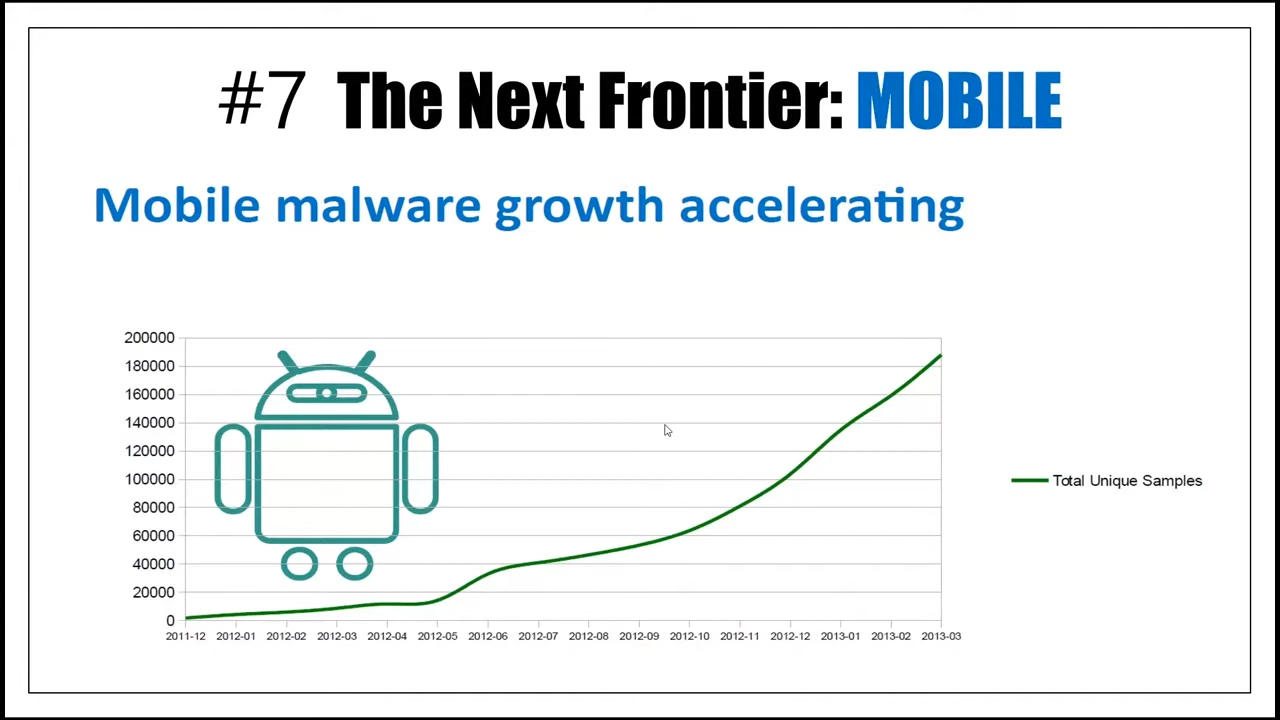 #7 The Next Frontier: MOBILE
Mobile malware growth accelerating
200000
180000
160000
140000
120000
100000
80000
60000
40000
20000
0
2011-12 2012-01 2012-02 2012-03 2012-04 2012-05 2012-06 2012-07 2012-08 2012-09 2012-10 2012-11 2012-12 2013-01 2013-02 2013-03
Total Unique Samples